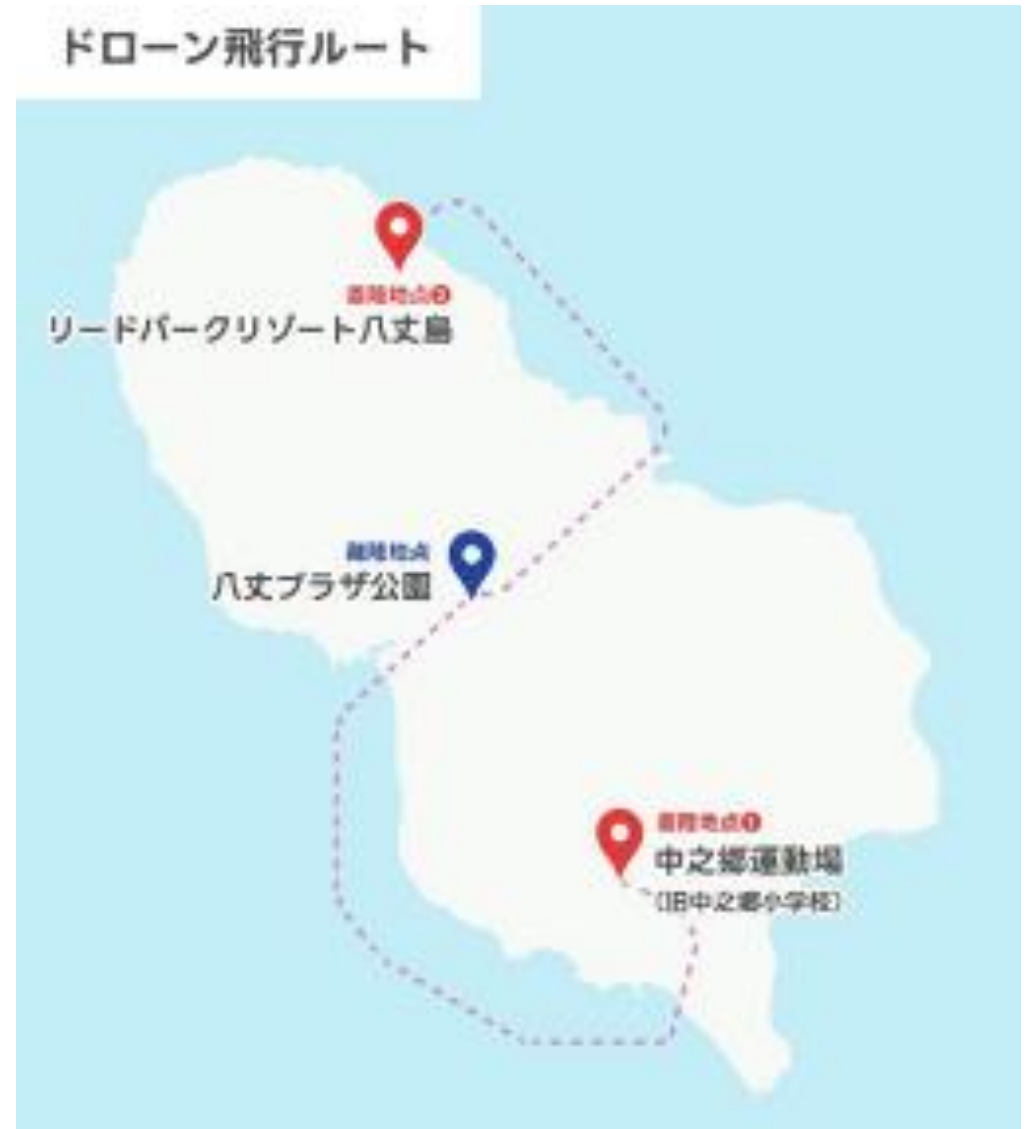 ドローン飛行ルート
着陸地点❷
リードパークリゾート八丈島
離陸地点
八丈プラザ公園
着陸地点❶
中之郷運動場
(旧中之郷小学校)